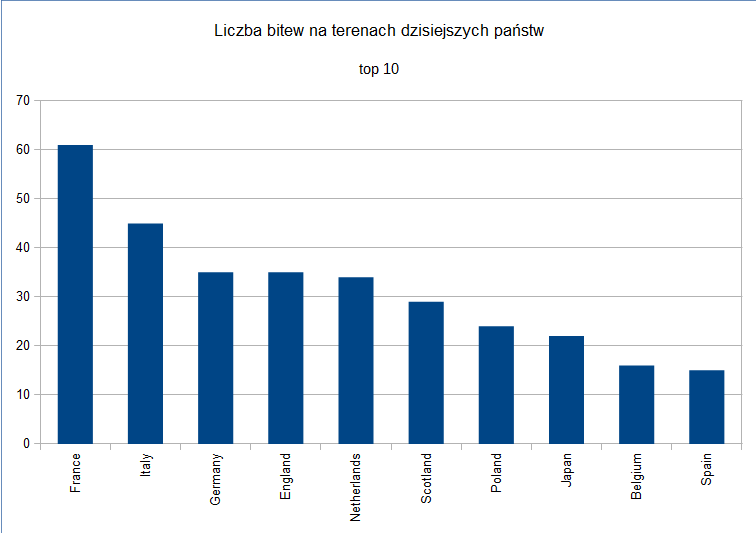 Liczba bitew na terenach dzisiejszych państw
top 10
70
60
50
40
30
20
10
0
France
Italy
Germany
England
Netherlands
Scotland
Poland
Japan
Belgium
Spain